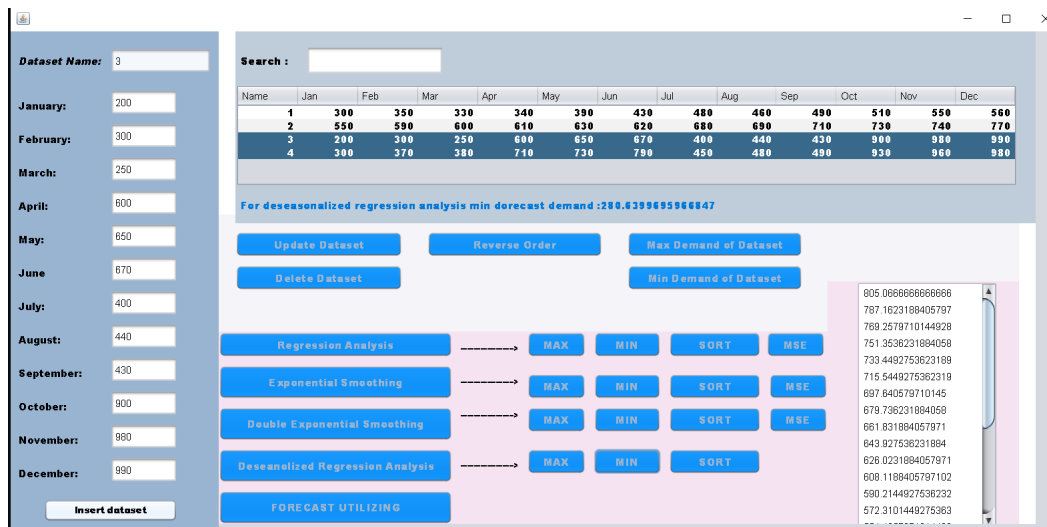 Dataset Name: 3
January: 200
February: 300
March: 250
April: 600
May: 650
June 670
July: 400
August: 440
September: 430
October: 900
November: 980
December: 990
Insert dataset
Search :
Name Jan Feb Mar Apr May Jun Jul Aug Sep Oct Nov Dec
1 300 350 330 340 390 430 480 460 490 510 550 560
2 550 590 600 610 630 620 680 690 710 730 740 770
3 200 300 250 600 650 670 400 440 430 900 980 990
4 300 370 380 710 730 790 450 480 490 930 960 980
For deseasonalized regression analysis min dorecast demand :280.6399695966847
Update Dataset Reverse Order Max Demand of Dataset
Delete Dataset Min Demand of Dataset
Regression Analysis ---------> MAX MIN SORT MSE
Exponential Smoothing ---------> MAX MIN SORT MSE
Double Exponential Smoothing ---------> MAX MIN SORT MSE
Deseanolized Regression Analysis ---------> MAX MIN SORT
FORECAST UTILIZING
805.0666666666666
787.1623188405797
769.2579710144928
751.3536231884058
733.4492753623189
715.5449275362319
697.640579710145
679.736231884058
661.831884057971
643.927536231884
626.0231884057971
608.1188405797102
590.2144927536232
572.3101449275363